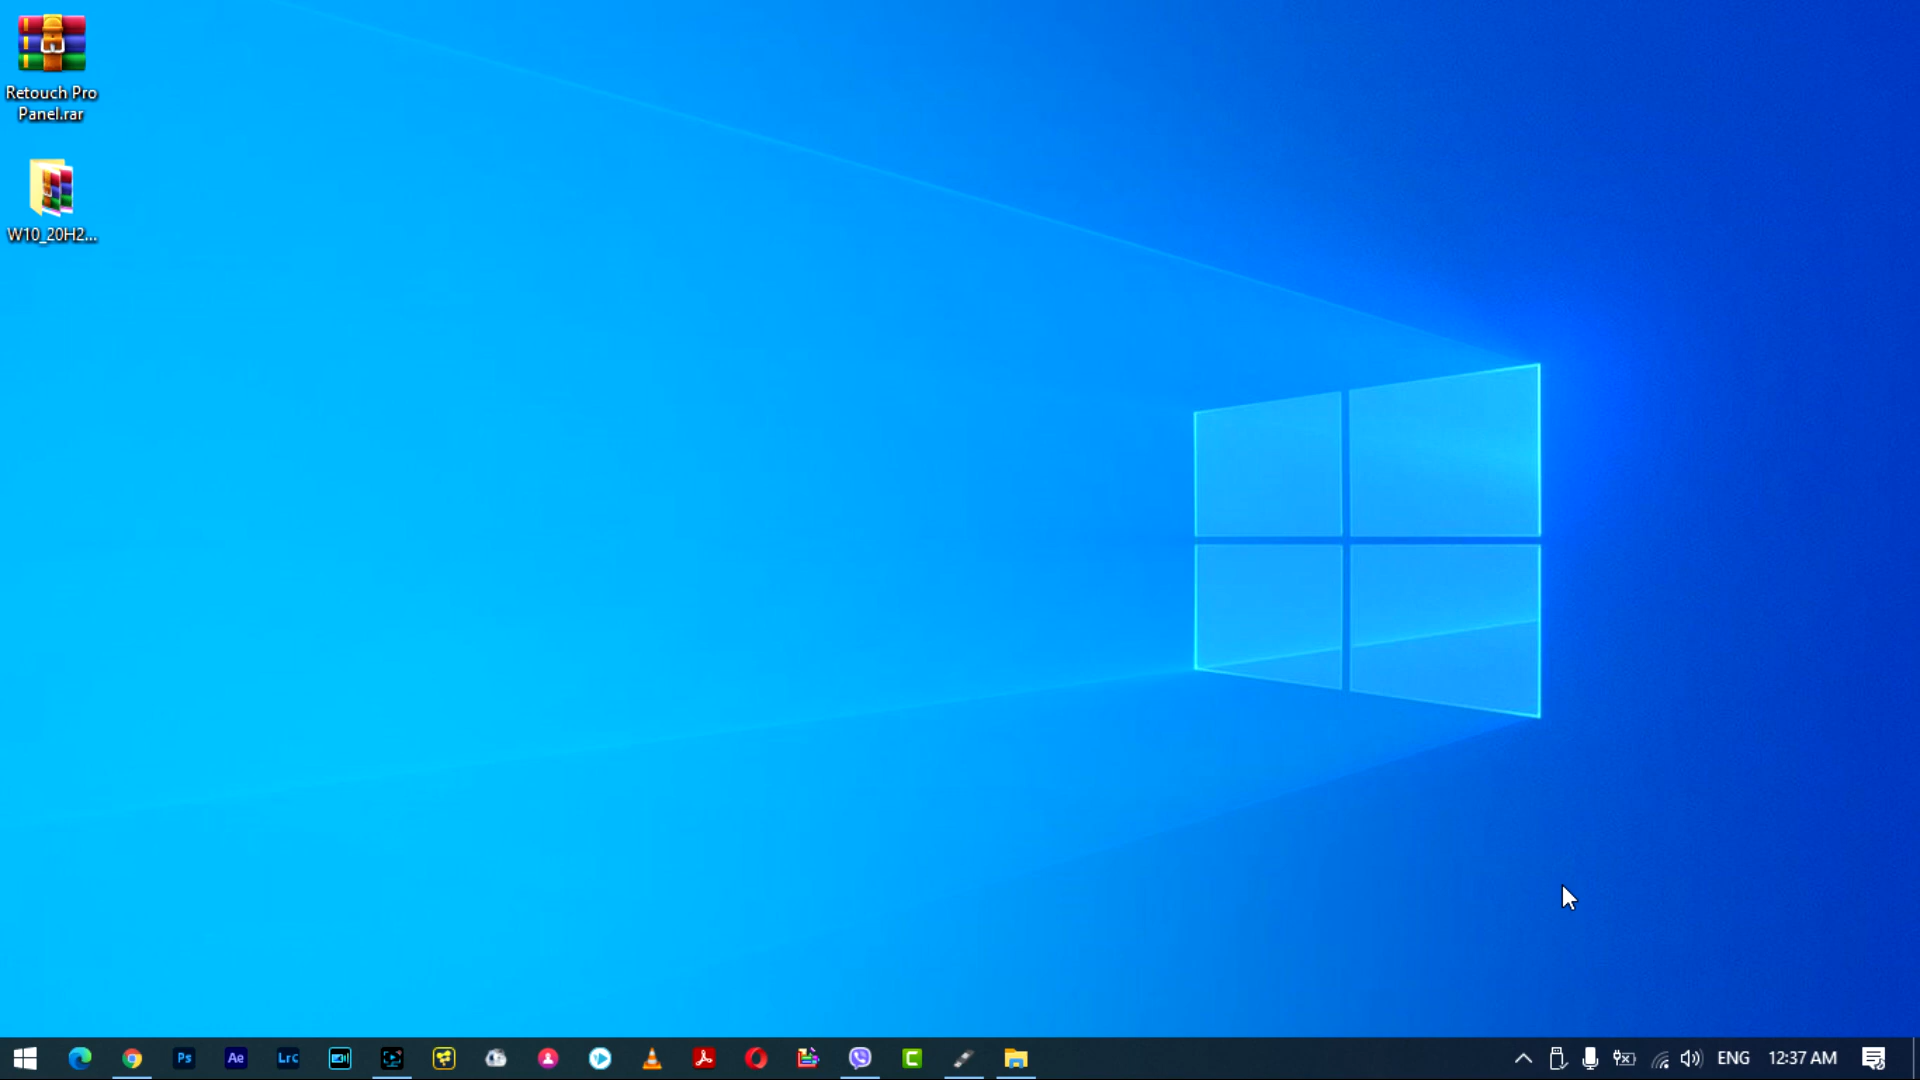 Retouch Pro
Panel.rar
W10_20H2...
Ps
Ae
Lrc
ENG
12:37 AM